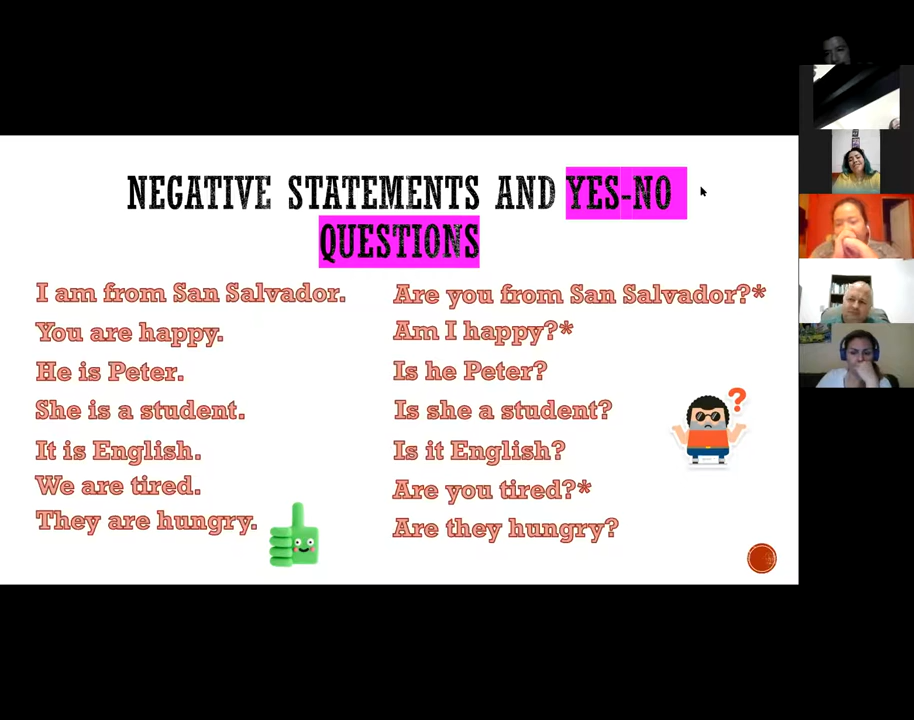 NEGATIVE STATEMENTS AND YES-NO
QUESTIONS
I am from San Salvador.
You are happy.
He is Peter.
She is a student.
It is English.
We are tired.
They are hungry.
Are you from San Salvador?*
Am I happy?*
Is he Peter?
Is she a student?
Is it English?
Are you tired?*
Are they hungry?
?